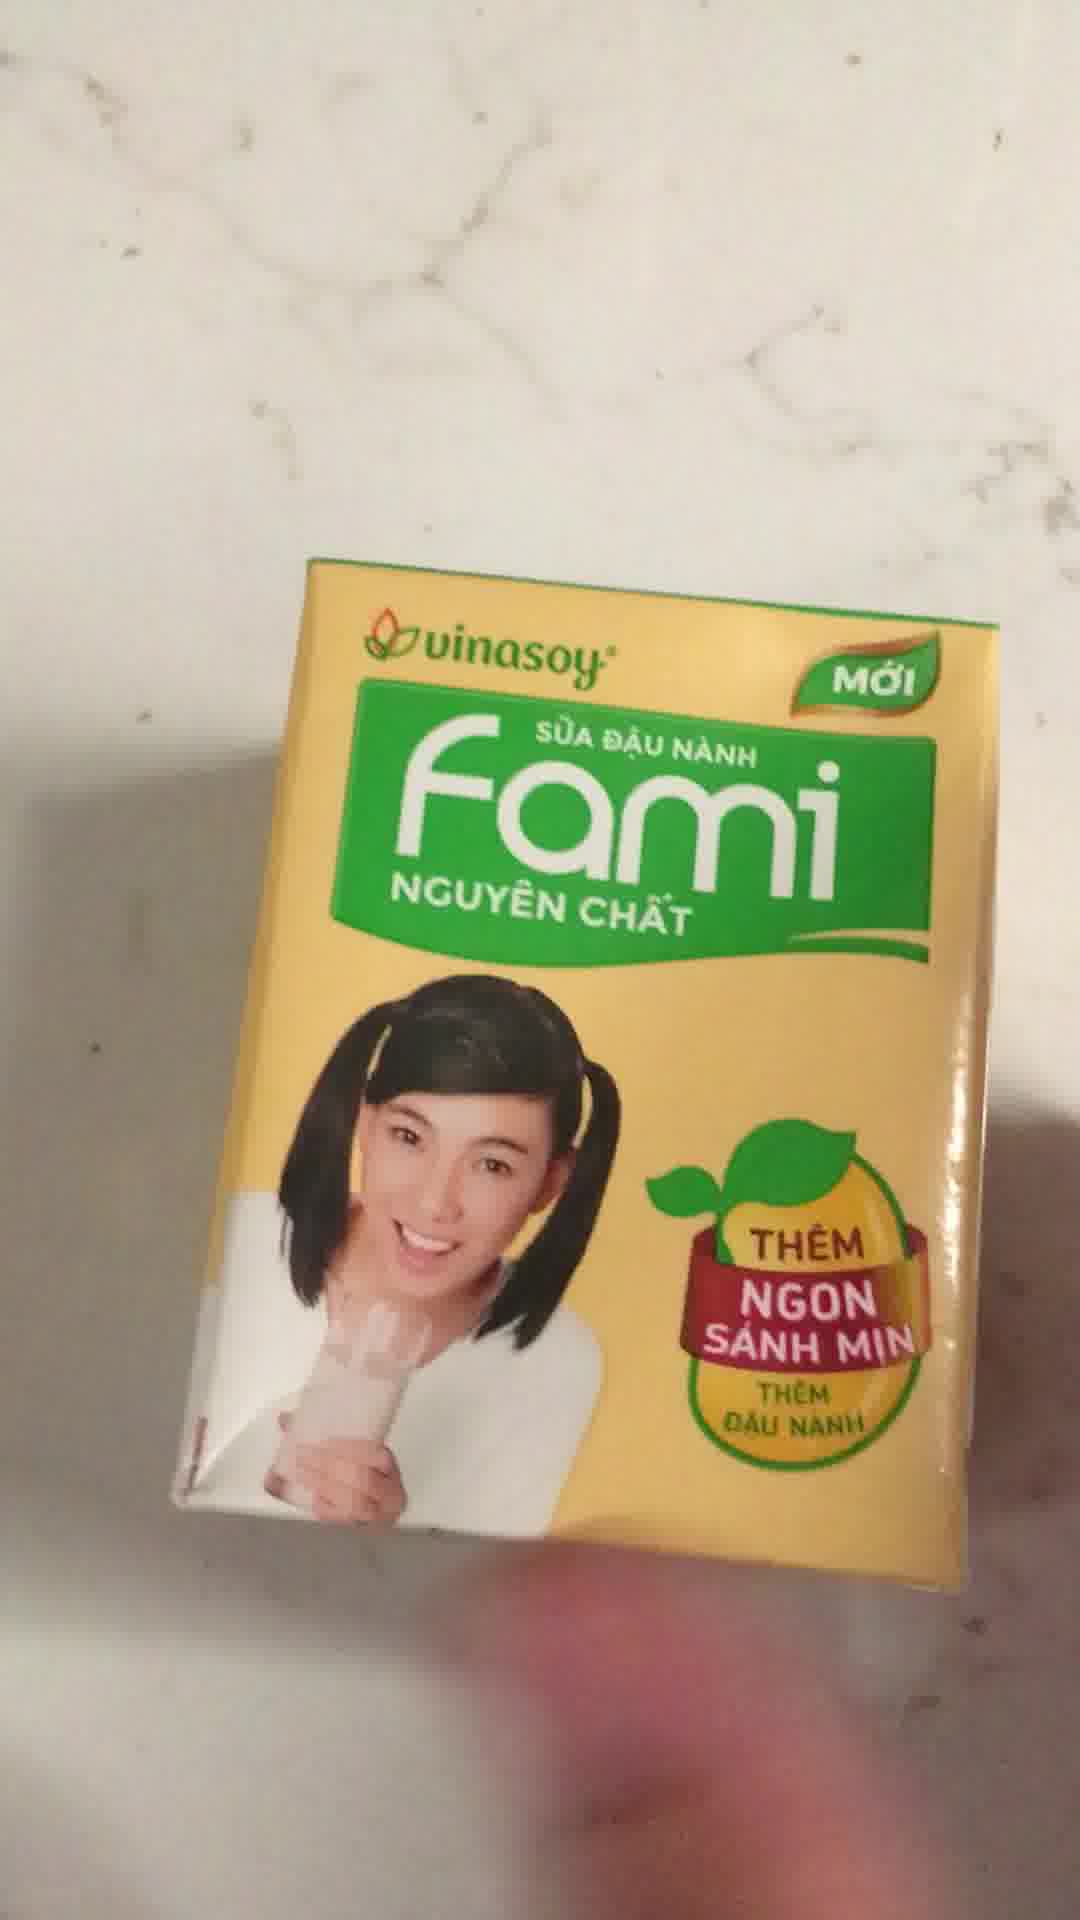 vinasoy®
MỚI
SỮA ĐẬU NÀNH
Fami
NGUYÊN CHẤT
THÊM
NGON
SÁNH MỊN
THÊM
ĐẬU NÀNH